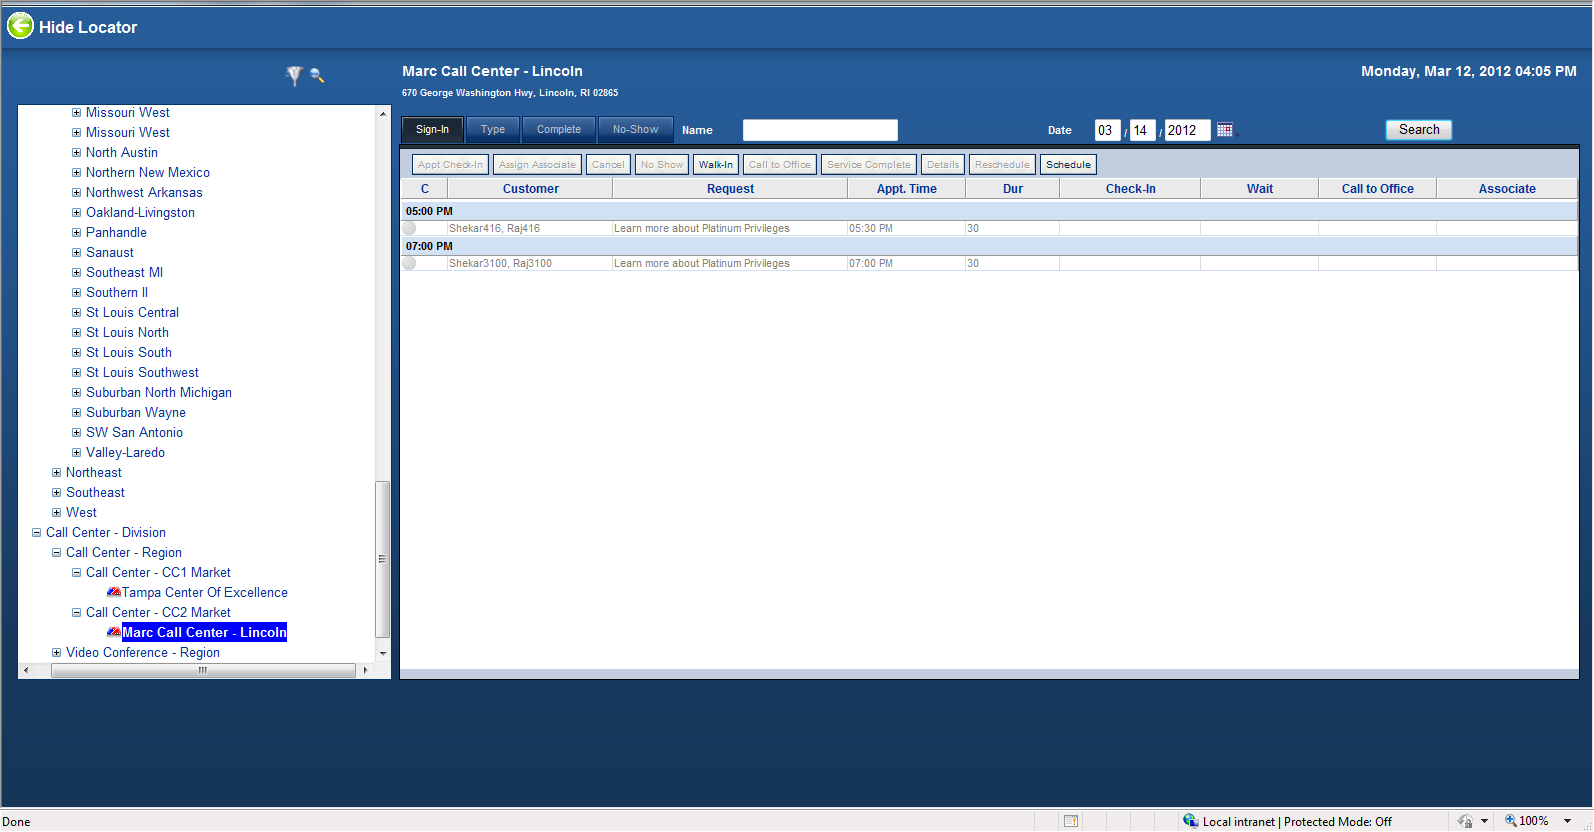 Hide Locator
Marc Call Center - Lincoln
Monday, Mar 12, 2012 04:05 PM
670 George Washington Hwy, Lincoln, RI 02865
Sign-In Type Complete No-Show Name Date 03 / 14 / 2012 Search
Appt Check-In Assign Associate Cancel No Show Walk-In Call to Office Service Complete Details Reschedule Schedule
C Customer Request Appt. Time Dur Check-In Wait Call to Office Associate
05:00 PM
Shekar416, Raj416 Learn more about Platinum Privileges 05:30 PM 30
07:00 PM
Shekar3100, Raj3100 Learn more about Platinum Privileges 07:00 PM 30
Missouri West
Missouri West
North Austin
Northern New Mexico
Northwest Arkansas
Oakland-Livingston
Panhandle
Sanaust
Southeast MI
Southern Il
St Louis Central
St Louis North
St Louis South
St Louis Southwest
Suburban North Michigan
Suburban Wayne
SW San Antonio
Valley-Laredo
Northeast
Southeast
West
Call Center - Division
Call Center - Region
Call Center - CC1 Market
Tampa Center Of Excellence
Call Center - CC2 Market
Marc Call Center - Lincoln
Video Conference - Region
Done
Local intranet | Protected Mode: Off
100%